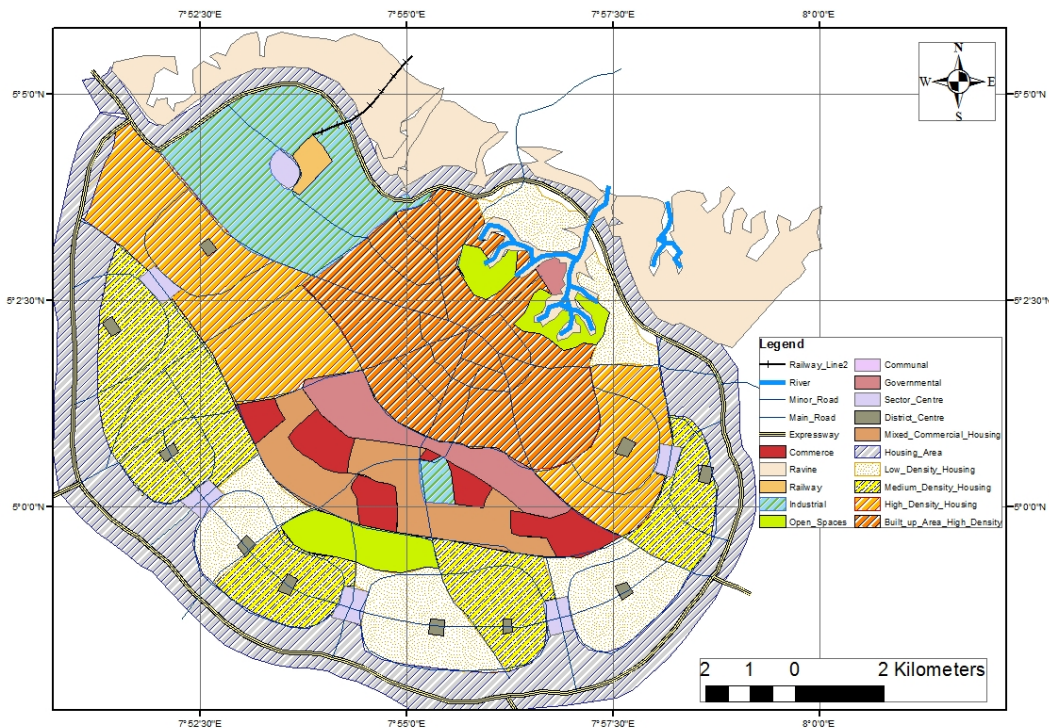 7°52'30"E 7°55'0"E 7°57'30"E 8°0'0"E
N
W E
S
5°5'0"N 5°5'0"N
5°2'30"N 5°2'30"N
5°0'0"N 5°0'0"N
Legend
Railway_Line2
River
Minor_Road
Main_Road
Expressway
Commerce
Ravine
Railway
Industrial
Open_Spaces
Communal
Governmental
Sector_Centre
District_Centre
Mixed_Commercial_Housing
Housing_Area
Low_Density_Housing
Medium_Density_Housing
High_Density_Housing
Built_up_Area_High_Density
2 1 0 2 Kilometers
7°52'30"E 7°55'0"E 7°57'30"E 8°0'0"E